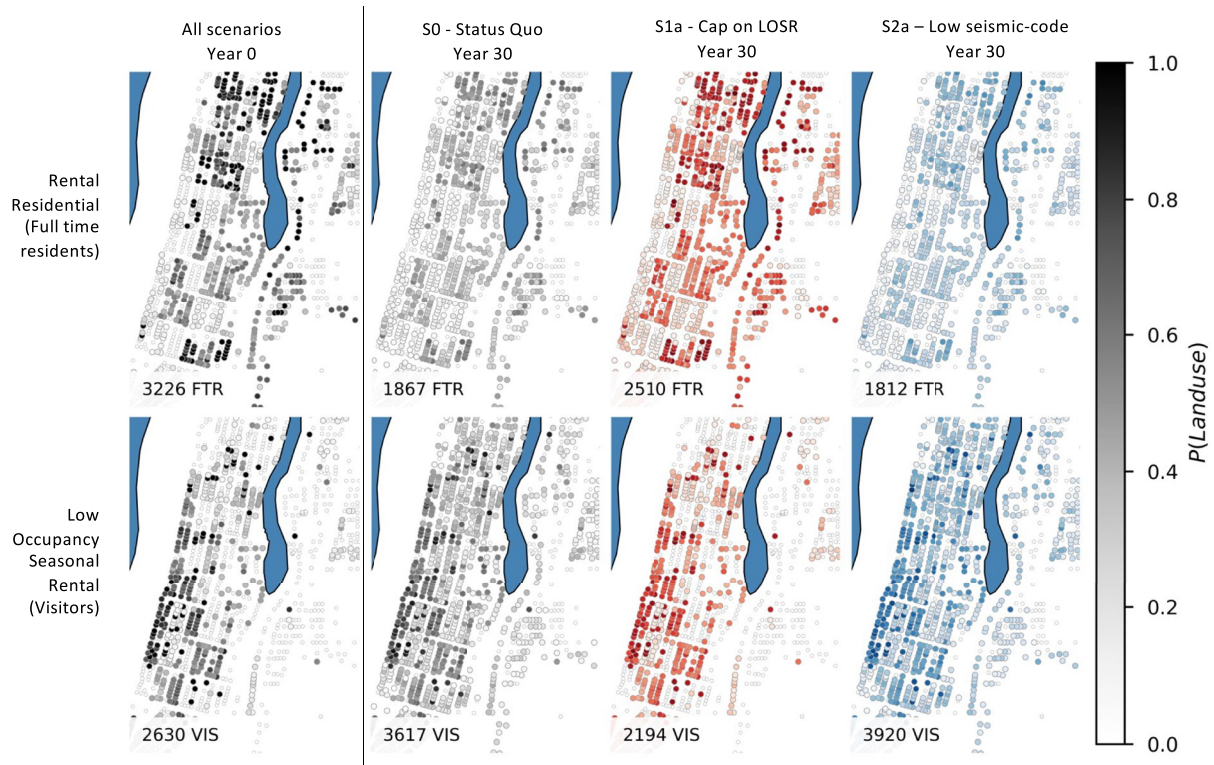 All scenarios
Year 0
S0 - Status Quo
Year 30
S1a - Cap on LOSR
Year 30
S2a – Low seismic-code
Year 30
Rental
Residential
(Full time
residents)
3226 FTR
1867 FTR
2510 FTR
1812 FTR
Low
Occupancy
Seasonal
Rental
(Visitors)
2630 VIS
3617 VIS
2194 VIS
3920 VIS
1.0
0.8
0.6
0.4
0.2
0.0
P(Landuse)